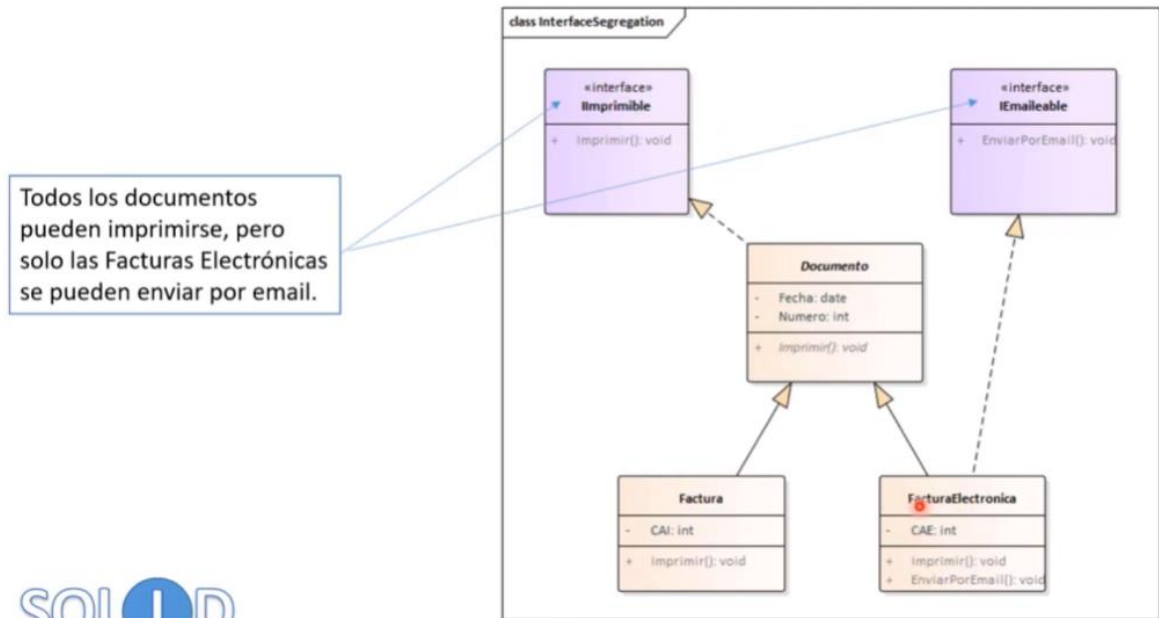 class InterfaceSegregation
«interface»
IImprimible
+ Imprimir(): void
«interface»
IEmaileable
+ EnviarPorEmail(): void
Todos los documentos
pueden imprimirse, pero
solo las Facturas Electrónicas
se pueden enviar por email.
Documento
- Fecha: date
- Numero: int
+ Imprimir(): void
Factura
- CAI: int
+ Imprimir(): void
FacturaElectronica
- CAE: int
+ Imprimir(): void
+ EnviarPorEmail(): void
SOLID